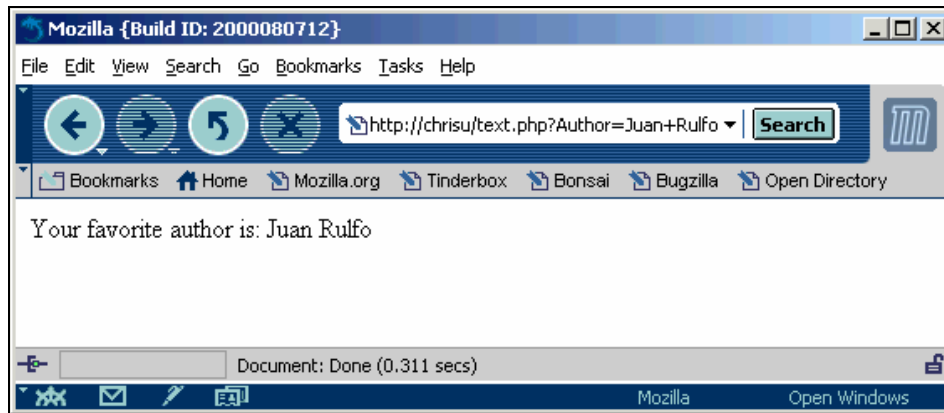 Mozilla {Build ID: 2000080712}
File Edit View Search Go Bookmarks Tasks Help
http://chrisu/text.php?Author=Juan+Rulfo Search
Bookmarks Home Mozilla.org Tinderbox Bonsai Bugzilla Open Directory
Your favorite author is: Juan Rulfo
Document: Done (0.311 secs)
Mozilla Open Windows